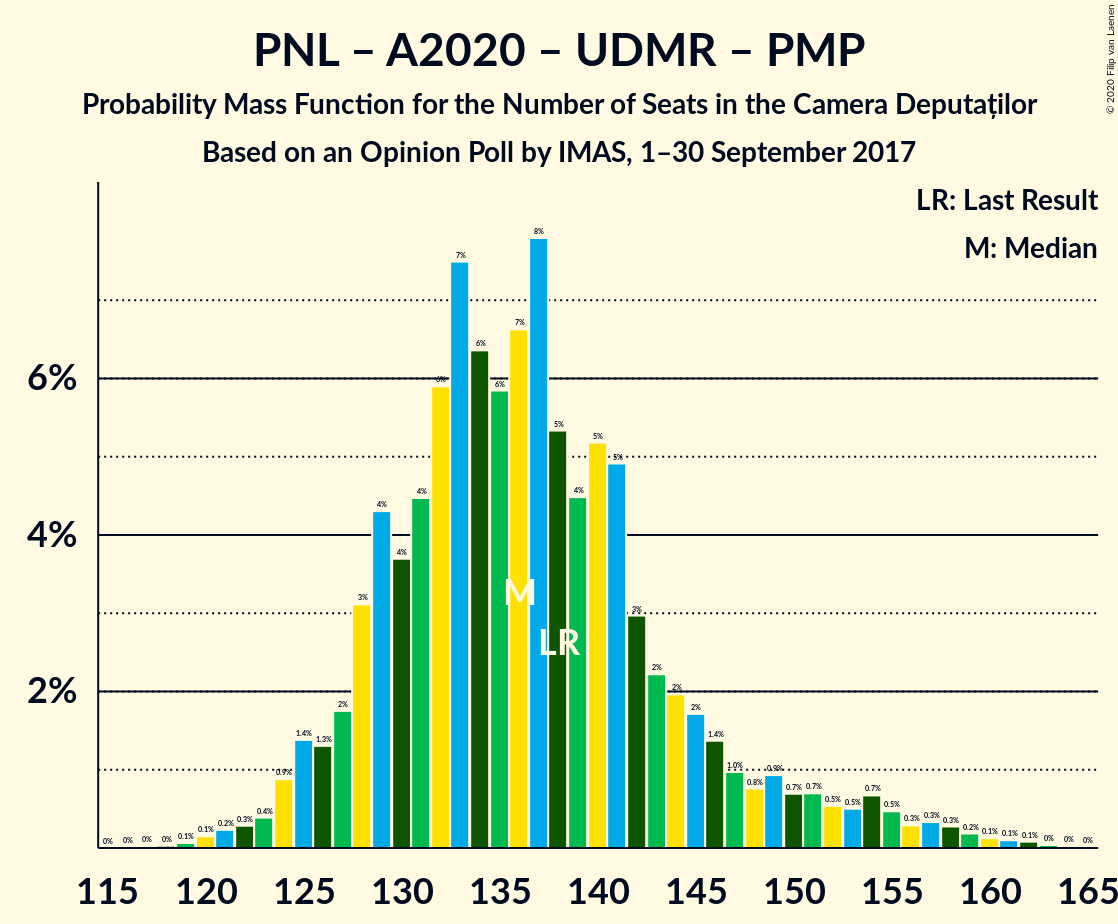 PNL – A2020 – UDMR – PMP
Probability Mass Function for the Number of Seats in the Camera Deputaților
Based on an Opinion Poll by IMAS, 1–30 September 2017
© 2020 Filip van Laenen
LR: Last Result
M: Median
6%
4%
2%
0% 0% 0% 0% 0.1% 0.1% 0.2% 0.3% 0.4% 0.9% 1.4% 1.3% 2% 3% 4% 4% 4% 6% 7% 6% 6% 7% 8% 5% 4% 5% 5% 3% 2% 2% 2% 1.4% 1.0% 0.8% 0.9% 0.7% 0.7% 0.5% 0.5% 0.7% 0.5% 0.3% 0.3% 0.3% 0.2% 0.1% 0.1% 0.1% 0% 0% 0%
M
LR
115 120 125 130 135 140 145 150 155 160 165